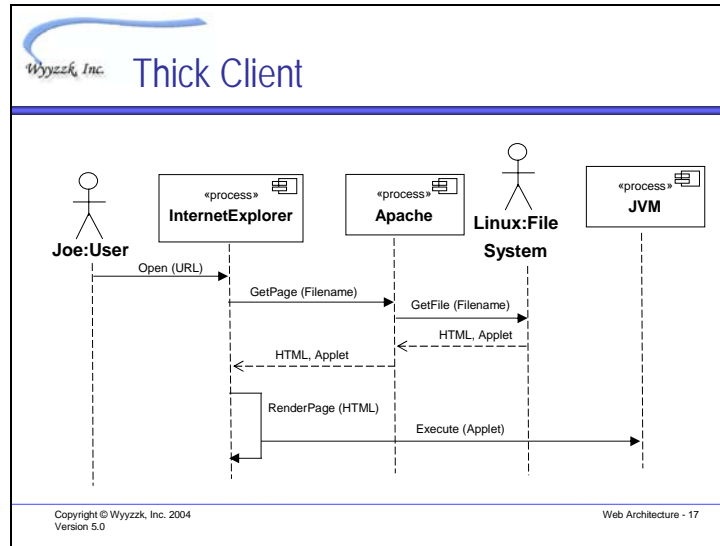 Wyyzzk, Inc.
Thick Client
«process»
InternetExplorer
«process»
Apache
«process»
JVM
Joe:User
Linux:File
System
Open (URL)
GetPage (Filename)
GetFile (Filename)
HTML, Applet
HTML, Applet
RenderPage (HTML)
Execute (Applet)
Copyright © Wyyzzk, Inc. 2004
Version 5.0
Web Architecture - 17